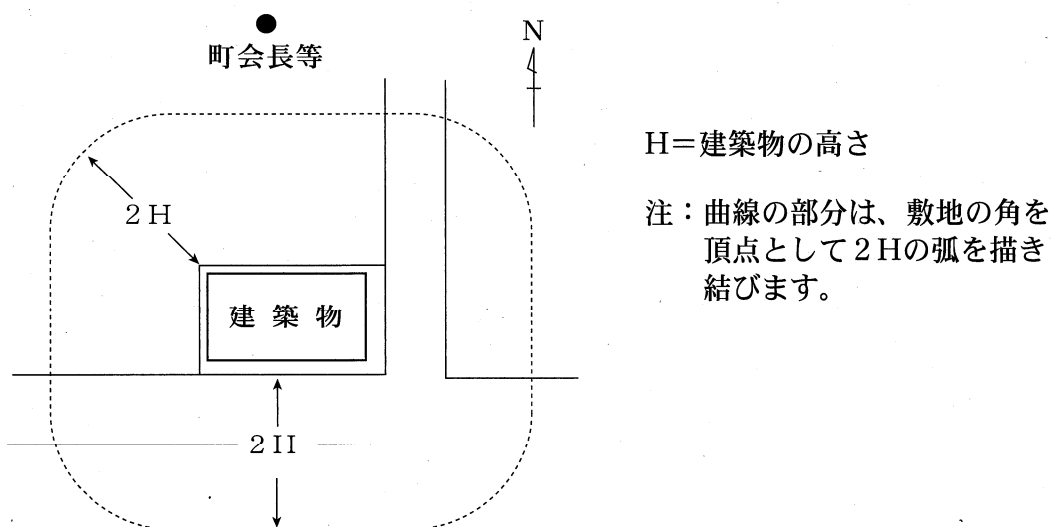 町会長等
N
H＝建築物の高さ
2H
注：曲線の部分は、敷地の角を
頂点として２Hの弧を描き
結びます。
建築物
2H